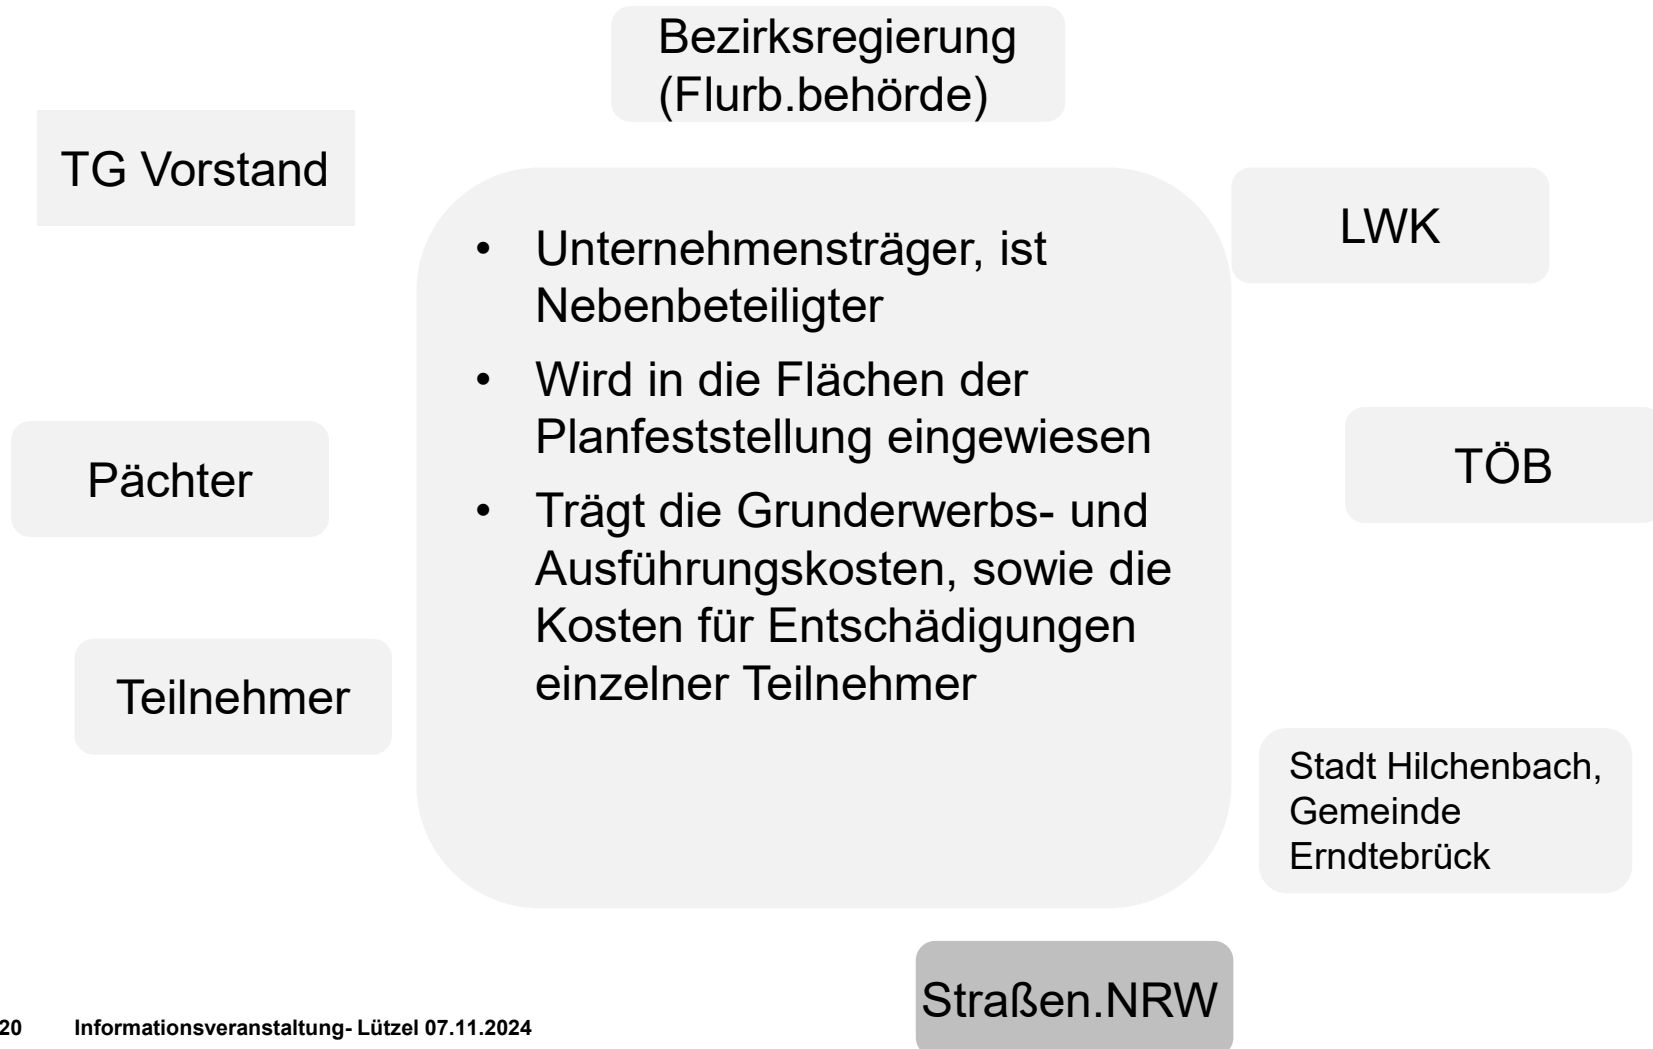 Bezirksregierung
(Flurb.behörde)
TG Vorstand
LWK
• Unternehmensträger, ist
Nebenbeteiligter
• Wird in die Flächen der
Planfeststellung eingewiesen
• Trägt die Grunderwerbs- und
Ausführungskosten, sowie die
Kosten für Entschädigungen
einzelner Teilnehmer
Pächter
TÖB
Teilnehmer
Stadt Hilchenbach,
Gemeinde
Erndtebrück
Straßen.NRW
20 Informationsveranstaltung- Lützel 07.11.2024